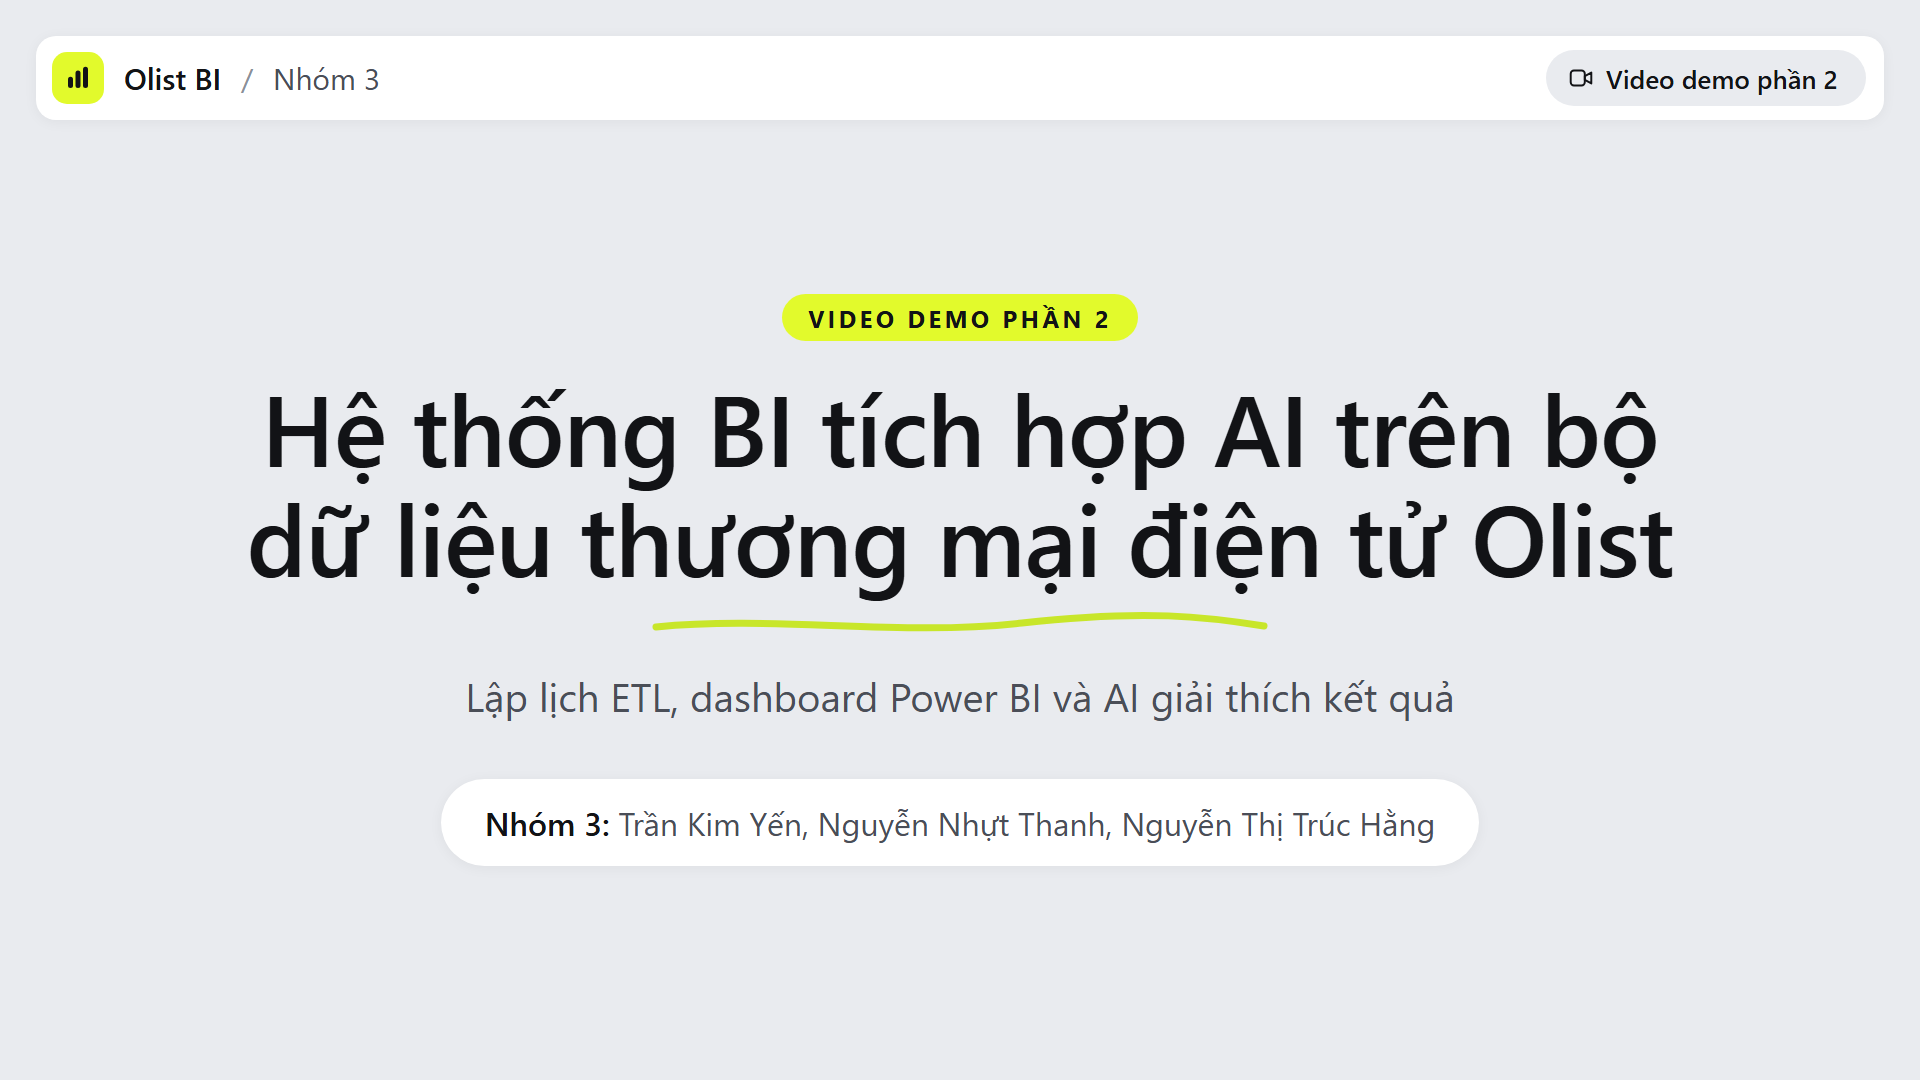 Olist BI / Nhóm 3
Video demo phần 2
VIDEO DEMO PHẦN 2
Hệ thống BI tích hợp AI trên bộ
dữ liệu thương mại điện tử Olist
Lập lịch ETL, dashboard Power BI và AI giải thích kết quả
Nhóm 3: Trần Kim Yến, Nguyễn Nhựt Thanh, Nguyễn Thị Trúc Hằng